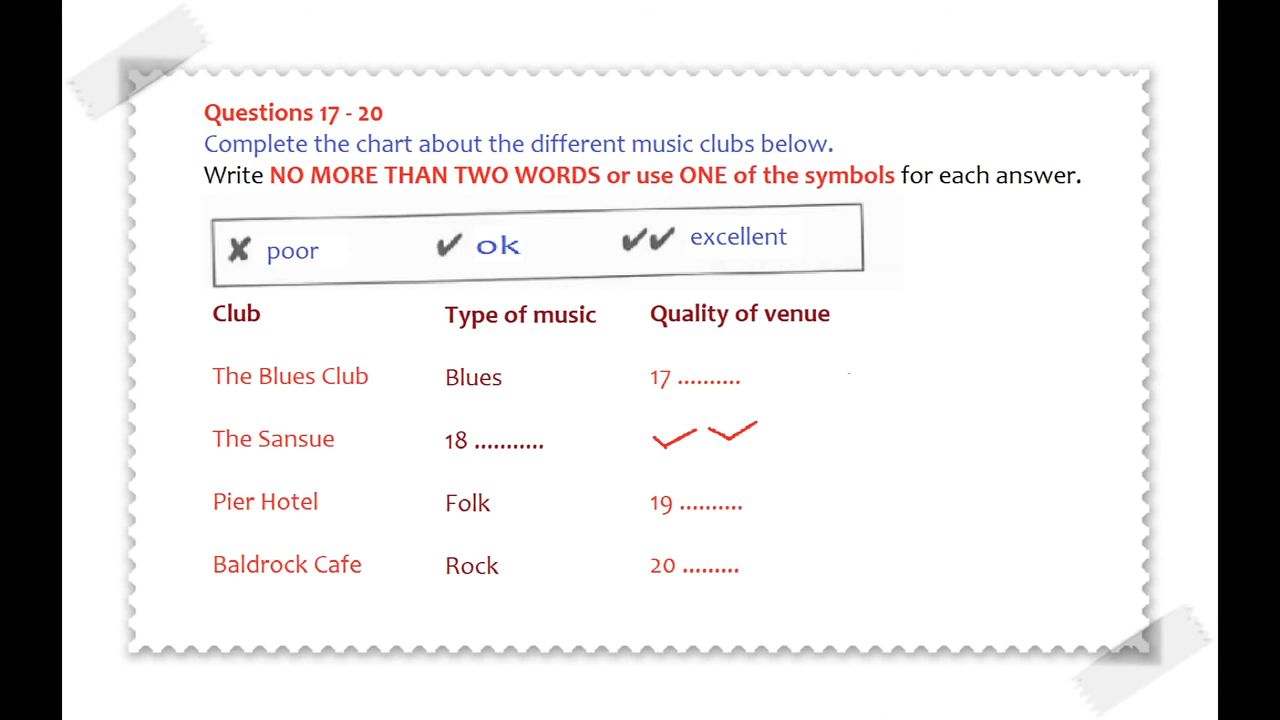 Questions 17 - 20
Complete the chart about the different music clubs below.
Write NO MORE THAN TWO WORDS or use ONE of the symbols for each answer.
✘ poor ✔ ok ✔✔ excellent
Club Type of music Quality of venue
The Blues Club Blues 17 ..........
The Sansue 18 ........... ✓ ✓
Pier Hotel Folk 19 ..........
Baldrock Cafe Rock 20 .........